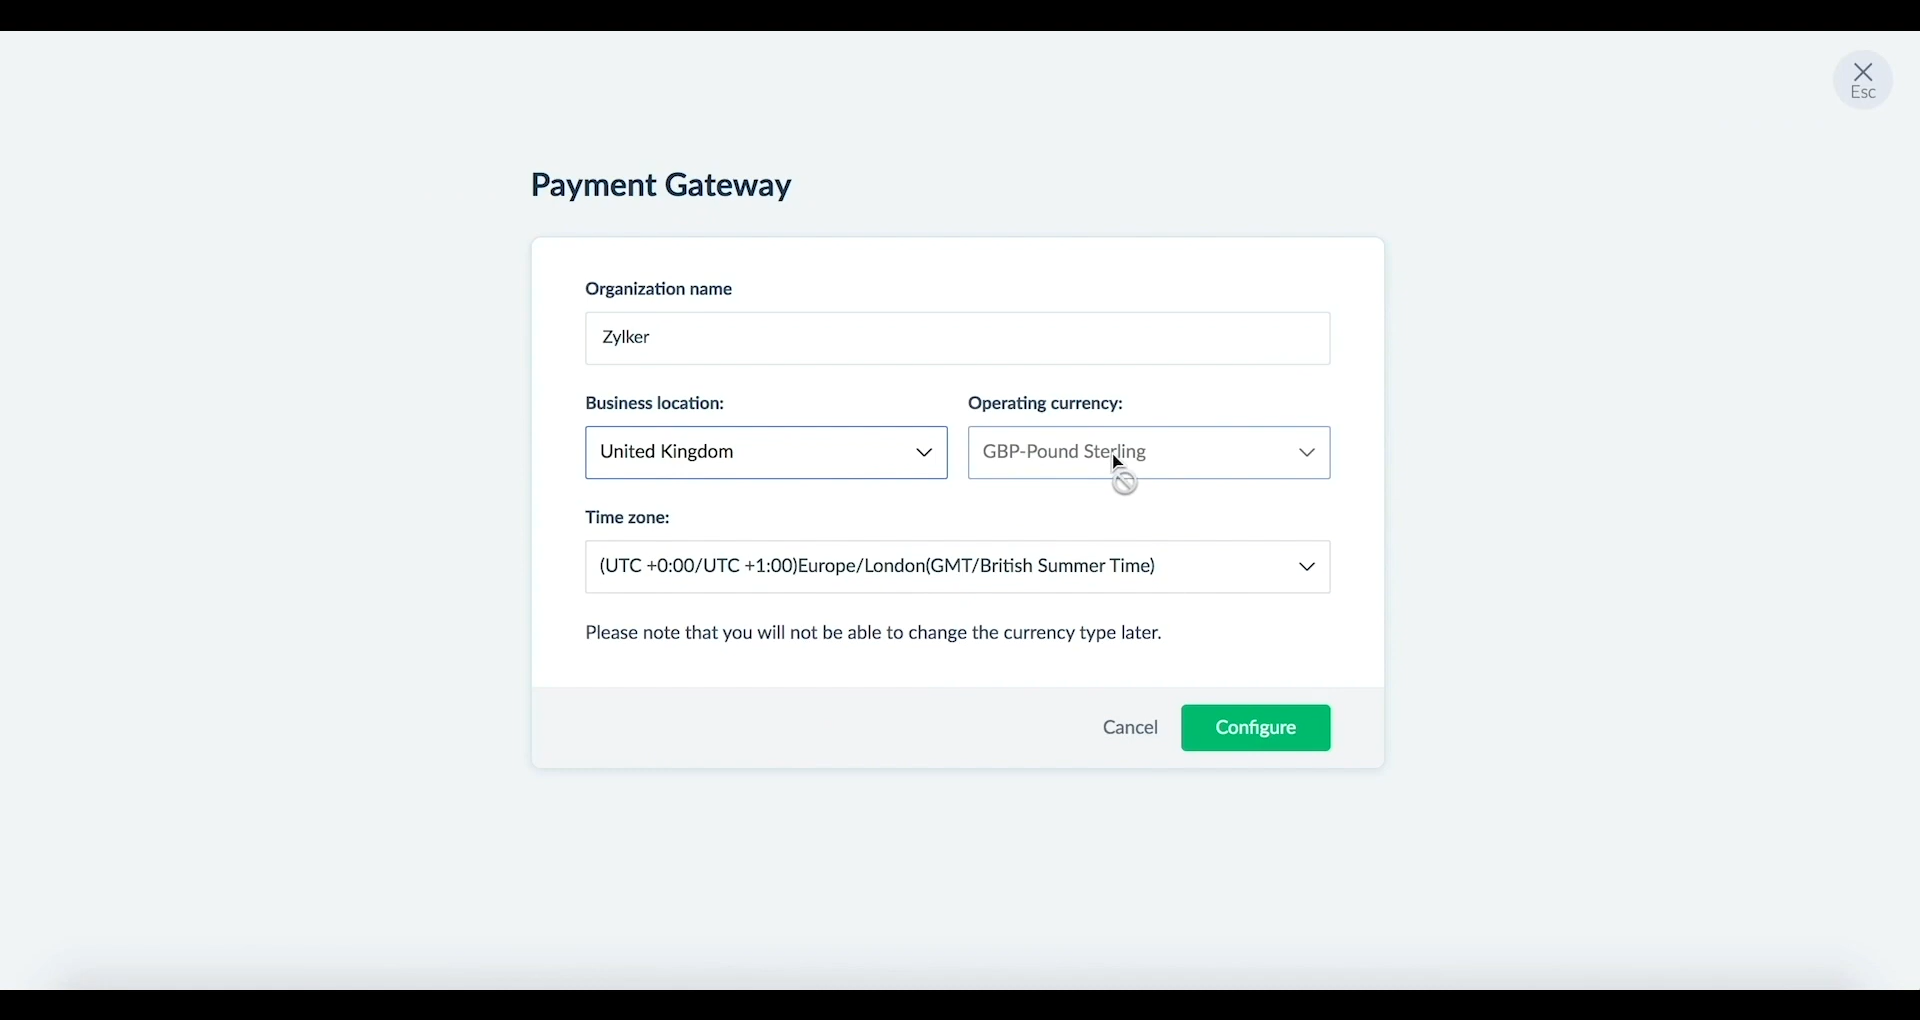 Esc
Payment Gateway
Organization name
Zylker
Business location:
Operating currency:
United Kingdom
GBP-Pound Sterling
Time zone:
(UTC +0:00/UTC +1:00)Europe/London(GMT/British Summer Time)
Please note that you will not be able to change the currency type later.
Cancel
Configure